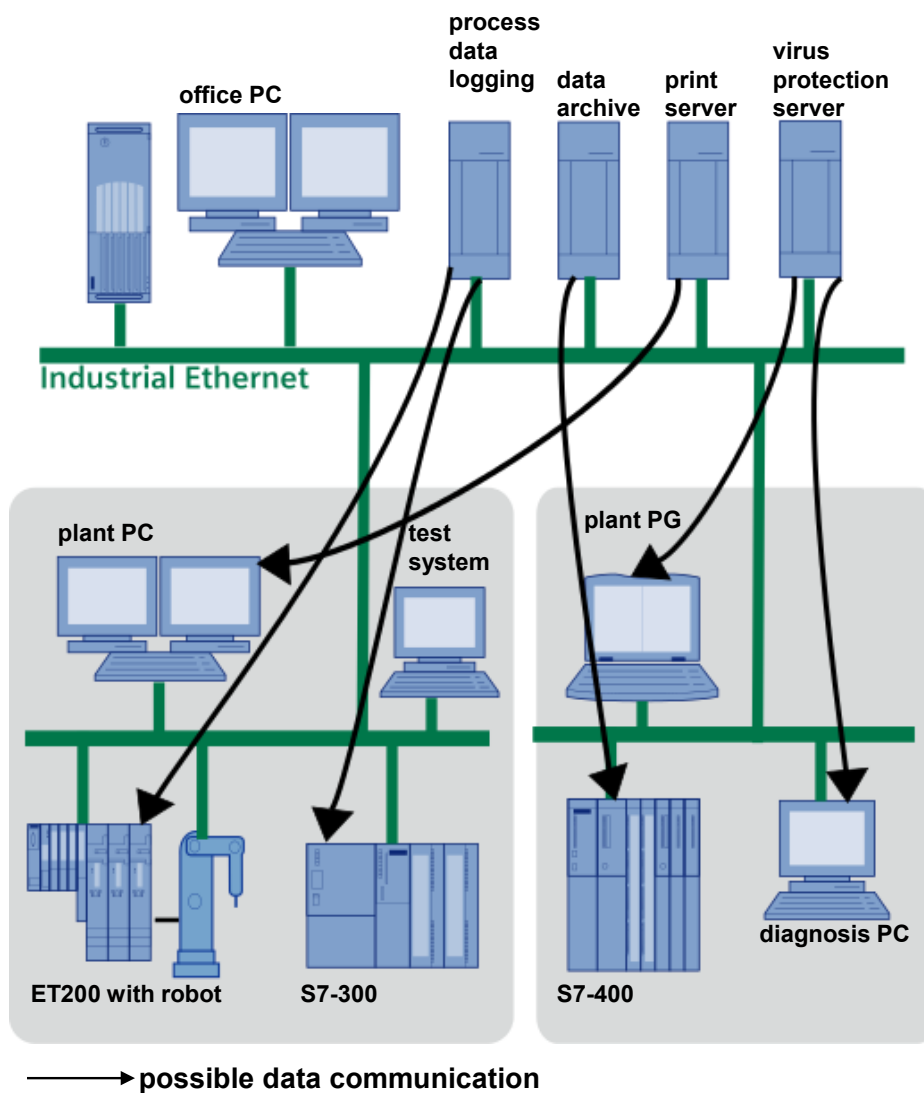 process
data
logging
office PC
data
archive
print
server
virus
protection
server
Industrial Ethernet
plant PC
test
system
plant PG
ET200 with robot
S7-300
S7-400
diagnosis PC
possible data communication